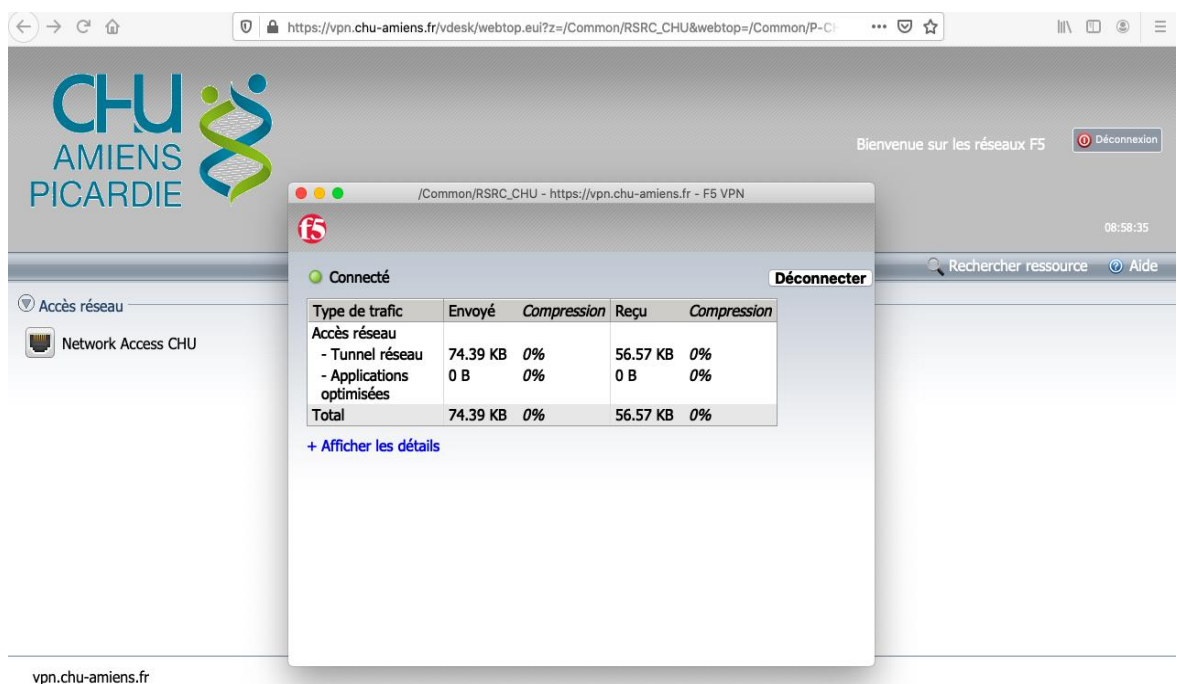 https://vpn.chu-amiens.fr/vdesk/webtop.eui?z=/Common/RSRC_CHU&webtop=/Common/P-C
CHU
AMIENS
PICARDIE
Bienvenue sur les réseaux F5
Déconnexion
08:58:35
Rechercher ressource
Aide
Accès réseau
Network Access CHU
/Common/RSRC_CHU - https://vpn.chu-amiens.fr - F5 VPN
f5
Connecté
Déconnecter
Type de trafic Envoyé Compression Reçu Compression
Accès réseau
- Tunnel réseau 74.39 KB 0% 56.57 KB 0%
- Applications 0 B 0% 0 B 0%
optimisées
Total 74.39 KB 0% 56.57 KB 0%
+ Afficher les détails
vpn.chu-amiens.fr